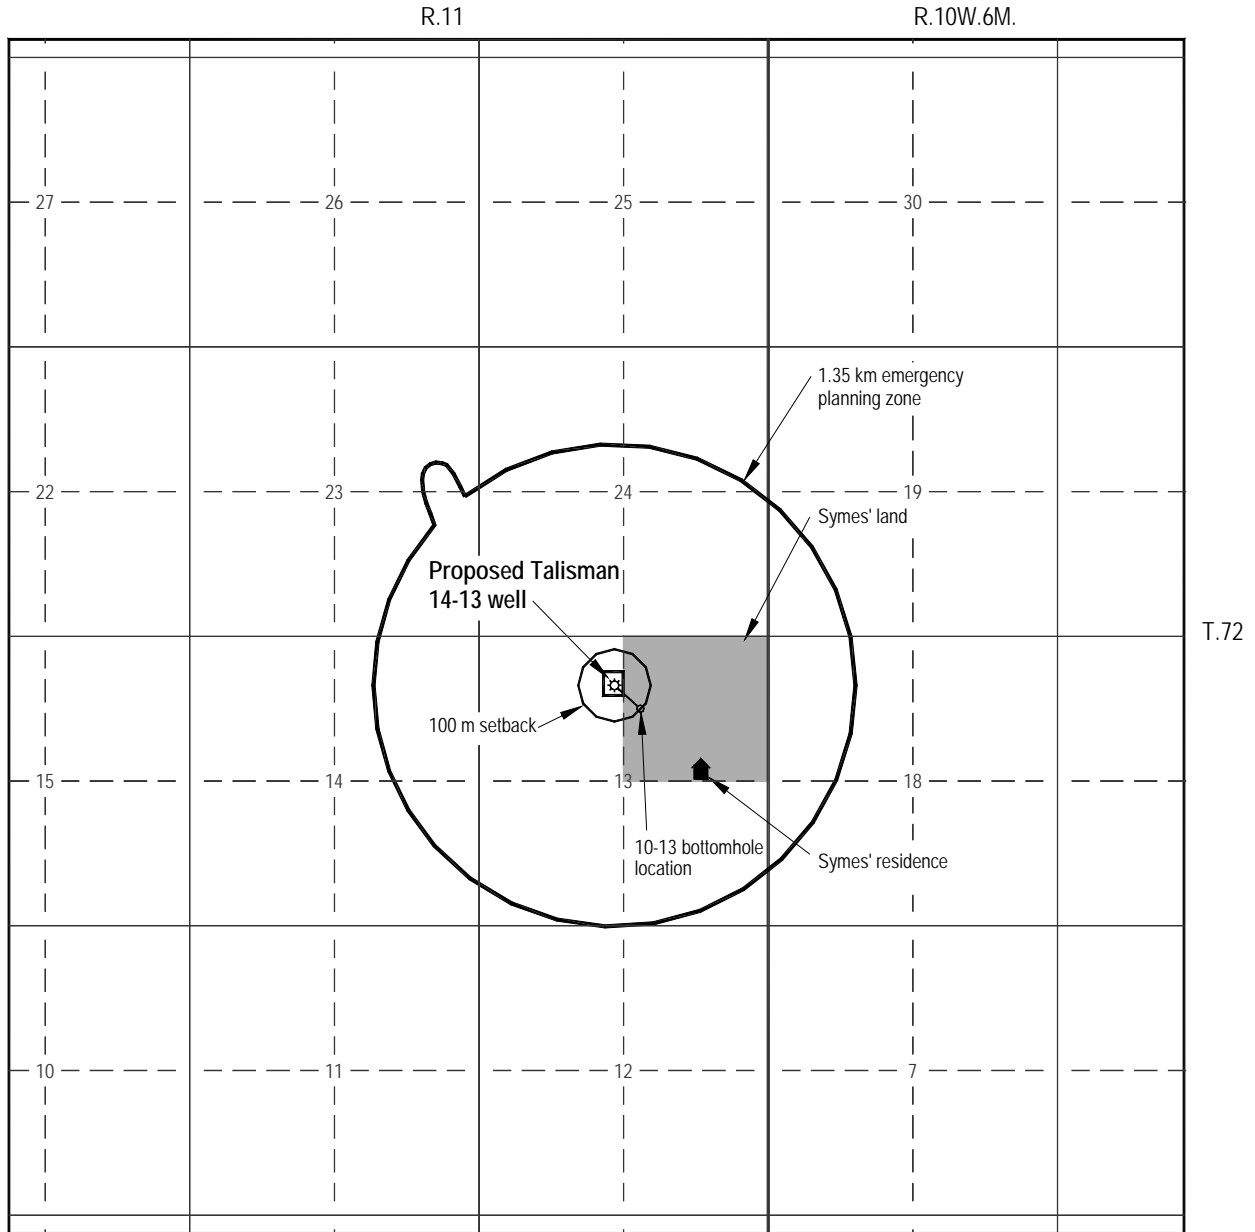 R.11
R.10W.6M.
27
26
25
30
1.35 km emergency
planning zone
22
23
24
19
Symes' land
Proposed Talisman
14-13 well
T.72
100 m setback
15
14
13
18
10-13 bottomhole
location
Symes' residence
10
11
12
7